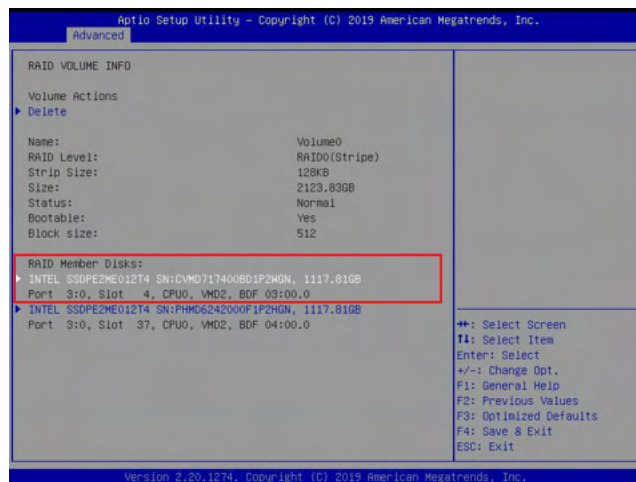 Aptio Setup Utility - Copyright (C) 2019 American Megatrends, Inc.
Advanced
RAID VOLUME INFO
Volume Actions
Delete
Name: Volume0
RAID Level: RAID0(Stripe)
Strip Size: 128KB
Size: 2123.83GB
Status: Normal
Bootable: Yes
Block size: 512
RAID Member Disks:
INTEL SSDPE2ME012T4 SN:CVMD717400BD1P2HGN, 1117.81GB
Port 3:0, Slot 4, CPU0, VMD2, BDF 03:00.0
INTEL SSDPE2ME012T4 SN:PHMD6242000F1P2HGN, 1117.81GB
Port 3:0, Slot 37, CPU0, VMD2, BDF 04:00.0
→←: Select Screen
↑↓: Select Item
Enter: Select
+/-: Change Opt.
F1: General Help
F2: Previous Values
F3: Optimized Defaults
F4: Save & Exit
ESC: Exit
Version 2.20.1274. Copyright (C) 2019 American Megatrends, Inc.